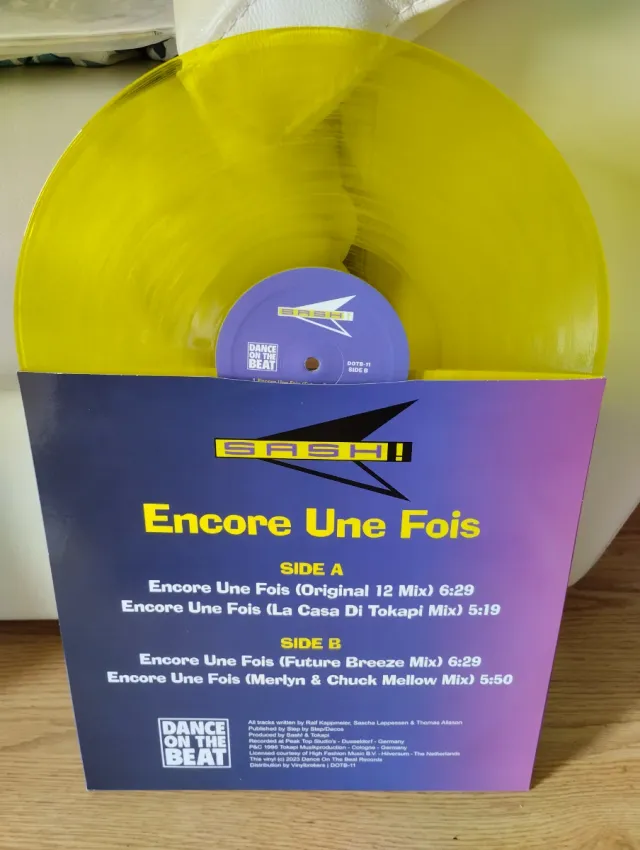 SASH!
DANCE
ON THE
BEAT
DOTB-11
SIDE B
SASH!
Encore Une Fois
SIDE A
Encore Une Fois (Original 12 Mix) 6:29
Encore Une Fois (La Casa Di Tokapi Mix) 5:19
SIDE B
Encore Une Fois (Future Breeze Mix) 6:29
Encore Une Fois (Merlyn & Chuck Mellow Mix) 5:50
DANCE
ON THE
BEAT
All tracks written by Ralf Kappmeier, Sascha Lappessen & Thomas Alisson
Published by Step by Step/Decos
Produced by Sash! & Tokapi
Recorded at Peak Top Studio's - Dusseldorf - Germany
P&C 1996 Tokapi Musikproduction - Cologne - Germany
Licensed courtesy of High Fashion Music B.V. - Hilversum - The Netherlands
This vinyl (c) 2023 Dance On The Beat Records
Distribution by Vinylbrokers | DOTB-11